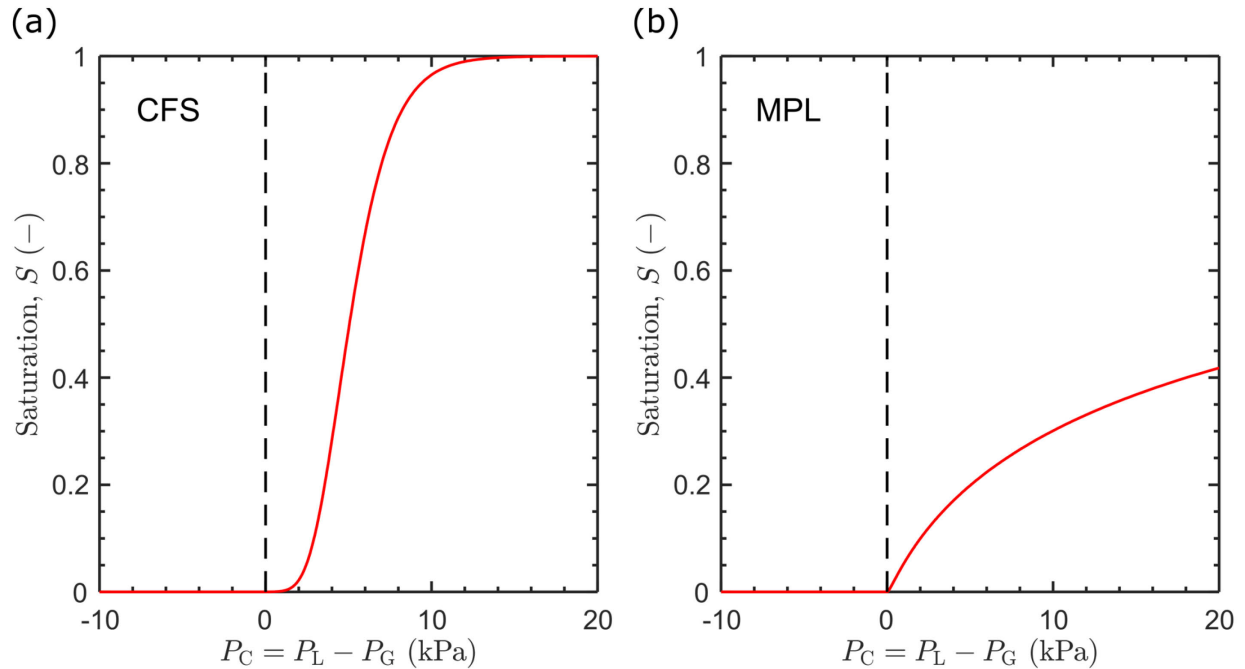 (a)
CFS
1
0.8
0.6
0.4
0.2
0
Saturation, S (−)
-10 0 10 20
P_C = P_L − P_G (kPa)
(b)
MPL
1
0.8
0.6
0.4
0.2
0
Saturation, S (−)
-10 0 10 20
P_C = P_L − P_G (kPa)